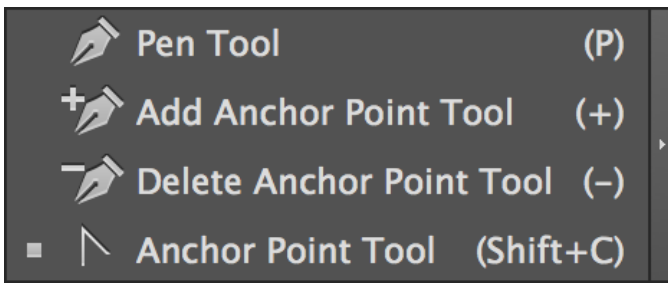 Pen Tool (P)
Add Anchor Point Tool (+)
Delete Anchor Point Tool (–)
Anchor Point Tool (Shift+C)